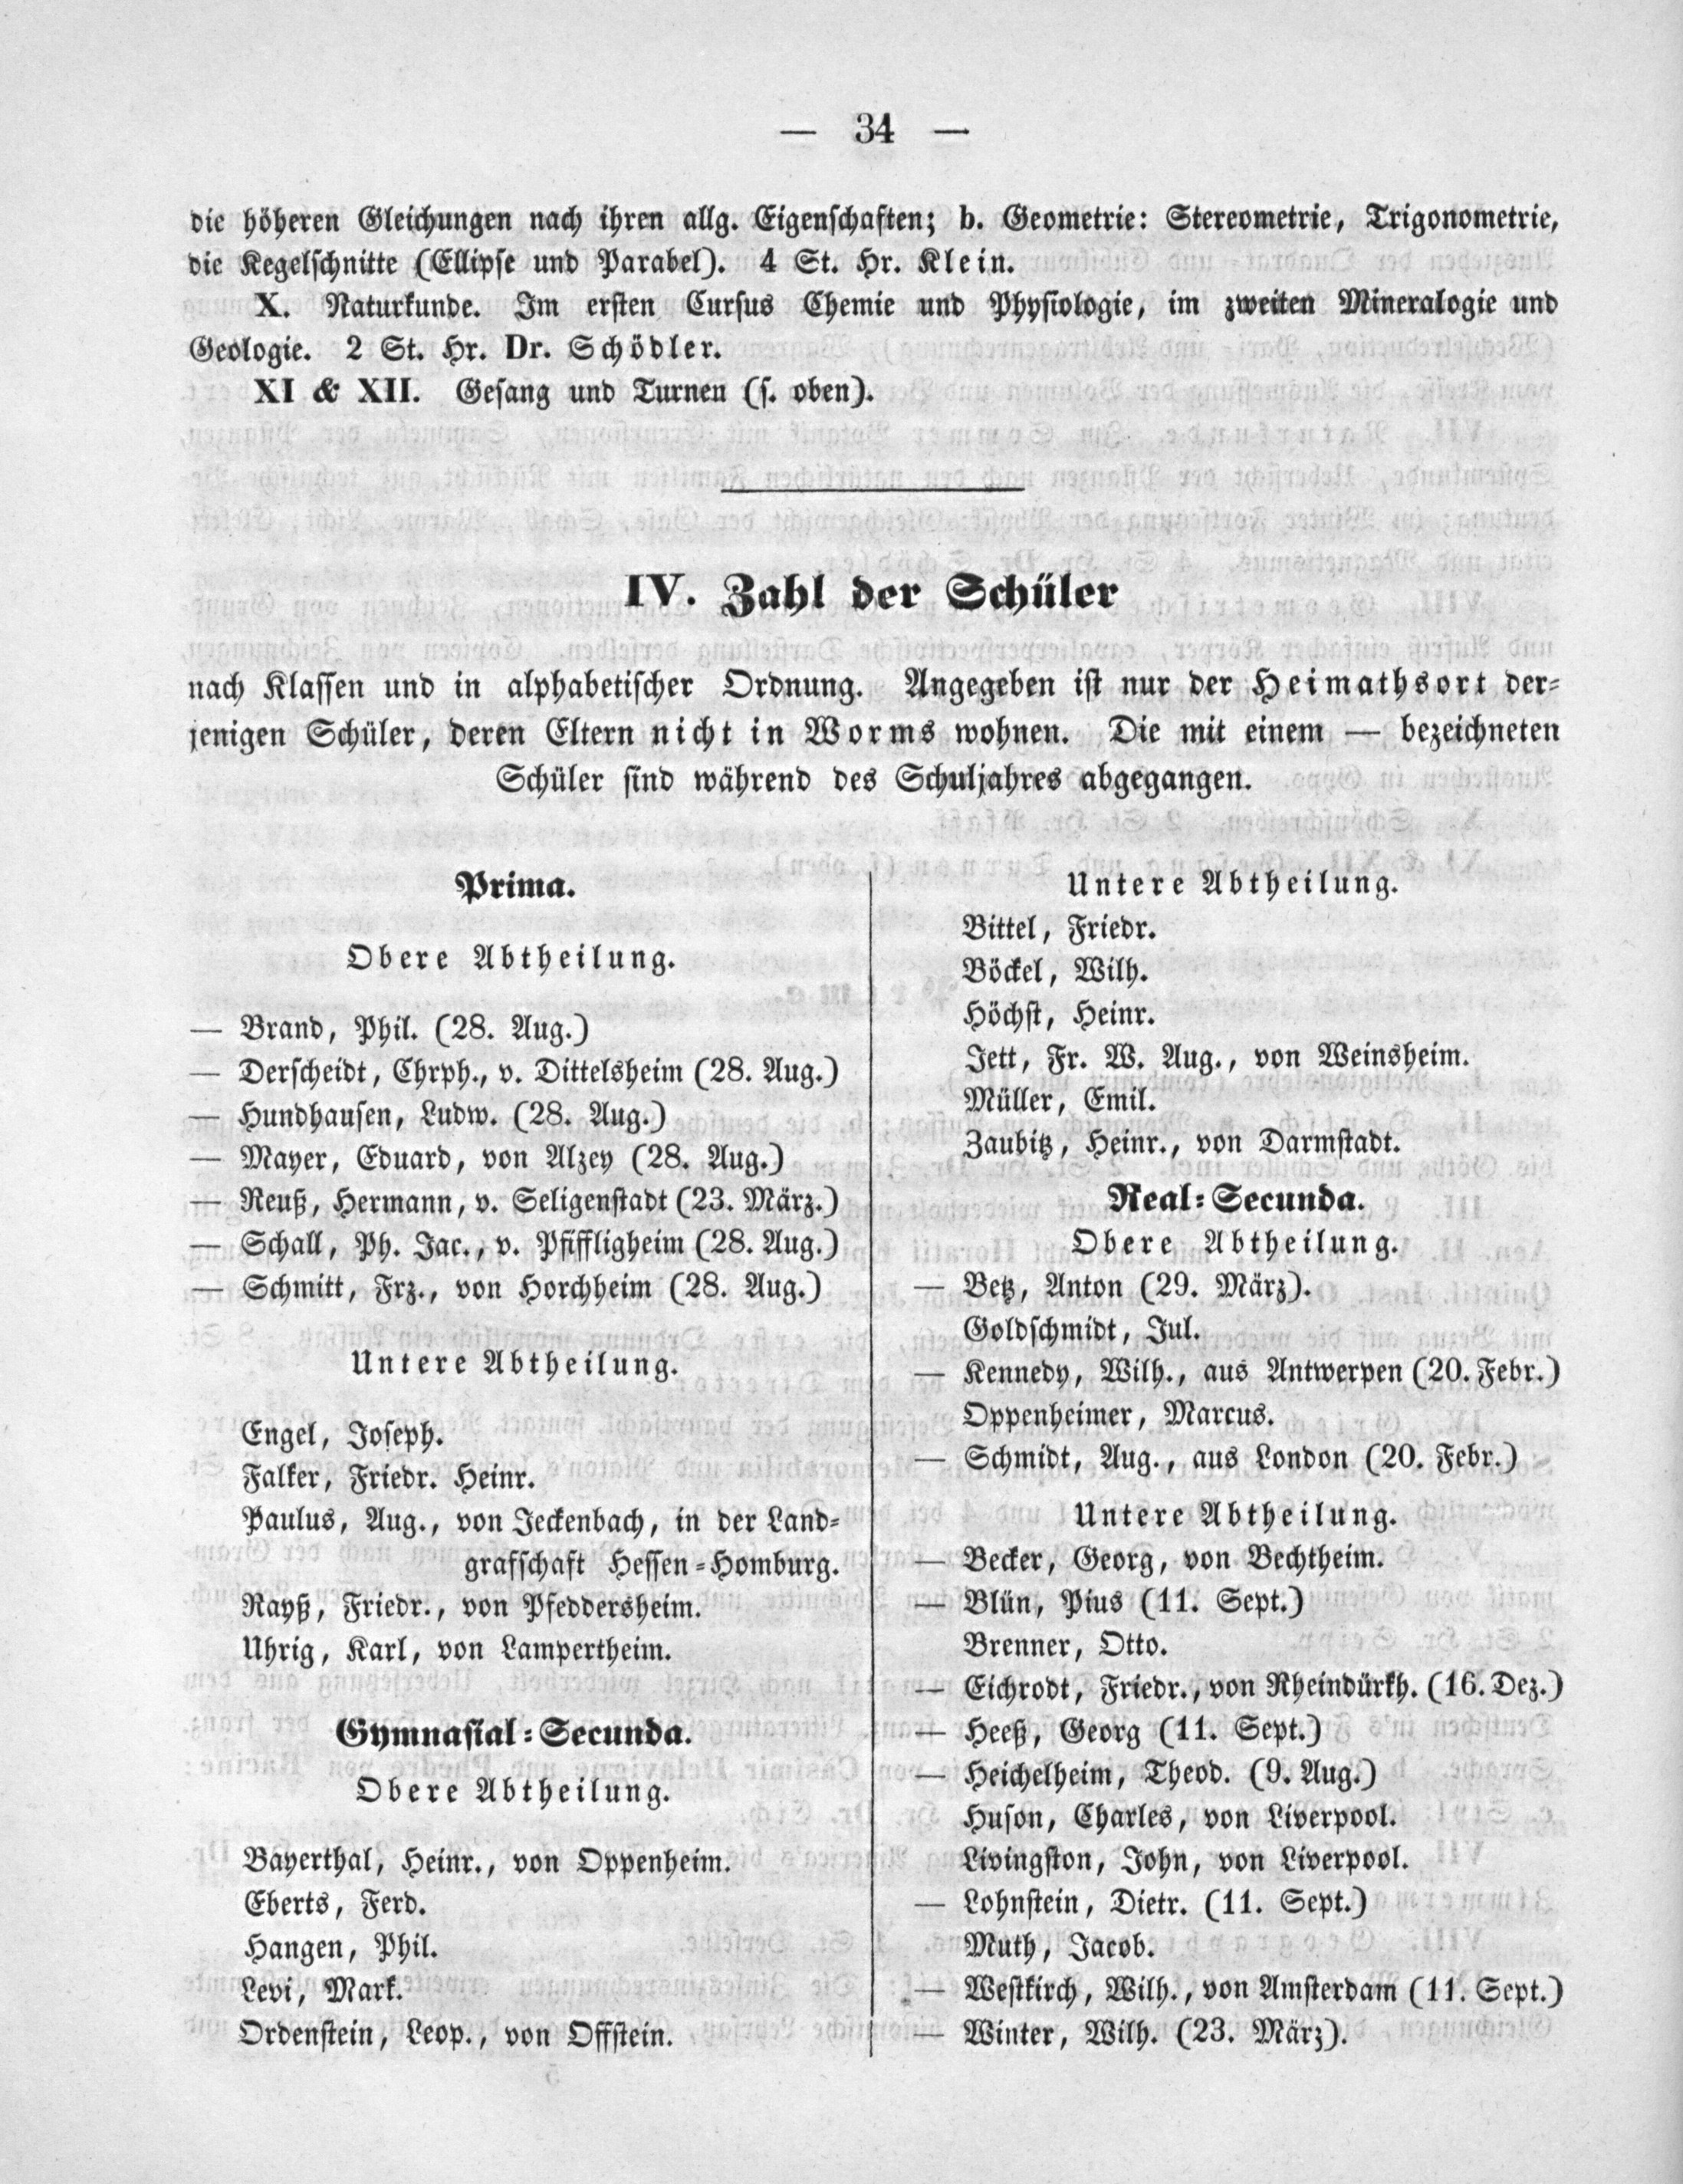 — 34 —
die höheren Gleichungen nach ihren allg. Eigenschaften; b. Geometrie: Stereometrie, Trigonometrie,
die Kegelschnitte (Ellipse und Parabel). 4 St. Hr. Klein.
X. Naturkunde. Im ersten Cursus Chemie und Physiologie, im zweiten Mineralogie und
Geologie. 2 St. Hr. Dr. Schödler.
XI & XII. Gesang und Turnen (s. oben).
IV. Zahl der Schüler
nach Klassen und in alphabetischer Ordnung. Angegeben ist nur der Heimathsort der-
jenigen Schüler, deren Eltern nicht in Worms wohnen. Die mit einem — bezeichneten
Schüler sind während des Schuljahres abgegangen.
Prima.
Obere Abtheilung.
— Brand, Phil. (28. Aug.)
— Derscheidt, Chrph., v. Dittelsheim (28. Aug.)
— Hundhausen, Ludw. (28. Aug.)
— Mayer, Eduard, von Alzey (28. Aug.)
— Reuß, Hermann, v. Seligenstadt (23. März.)
— Schall, Ph. Jac., v. Pfiffligheim (28. Aug.)
— Schmitt, Frz., von Horchheim (28. Aug.)
Untere Abtheilung.
Engel, Joseph.
Falker, Friedr. Heinr.
Paulus, Aug., von Jeckenbach, in der Land-
grafschaft Hessen-Homburg.
Rayß, Friedr., von Pfeddersheim.
Uhrig, Karl, von Lampertheim.
Gymnasial-Secunda.
Obere Abtheilung.
Bayerthal, Heinr., von Oppenheim.
Eberts, Ferd.
Hangen, Phil.
Levi, Mark.
Ordenstein, Leop., von Offstein.
Untere Abtheilung.
Bittel, Friedr.
Böckel, Wilh.
Höchst, Heinr.
Jett, Fr. W. Aug., von Weinsheim.
Müller, Emil.
Zaubitz, Heinr., von Darmstadt.
Real-Secunda.
Obere Abtheilung.
— Betz, Anton (29. März).
Goldschmidt, Jul.
— Kennedy, Wilh., aus Antwerpen (20. Febr.)
Oppenheimer, Marcus.
— Schmidt, Aug., aus London (20. Febr.)
Untere Abtheilung.
— Becker, Georg, von Bechtheim.
— Blün, Pius (11. Sept.)
Brenner, Otto.
— Eichrodt, Friedr., von Rheindürkh. (16. Dez.)
— Heeß, Georg (11. Sept.)
— Heichelheim, Theod. (9. Aug.)
Huson, Charles, von Liverpool.
Livingston, John, von Liverpool.
— Lohnstein, Dietr. (11. Sept.)
Muth, Jacob.
— Westkirch, Wilh., von Amsterdam (11. Sept.)
— Winter, Wilh. (23. März).